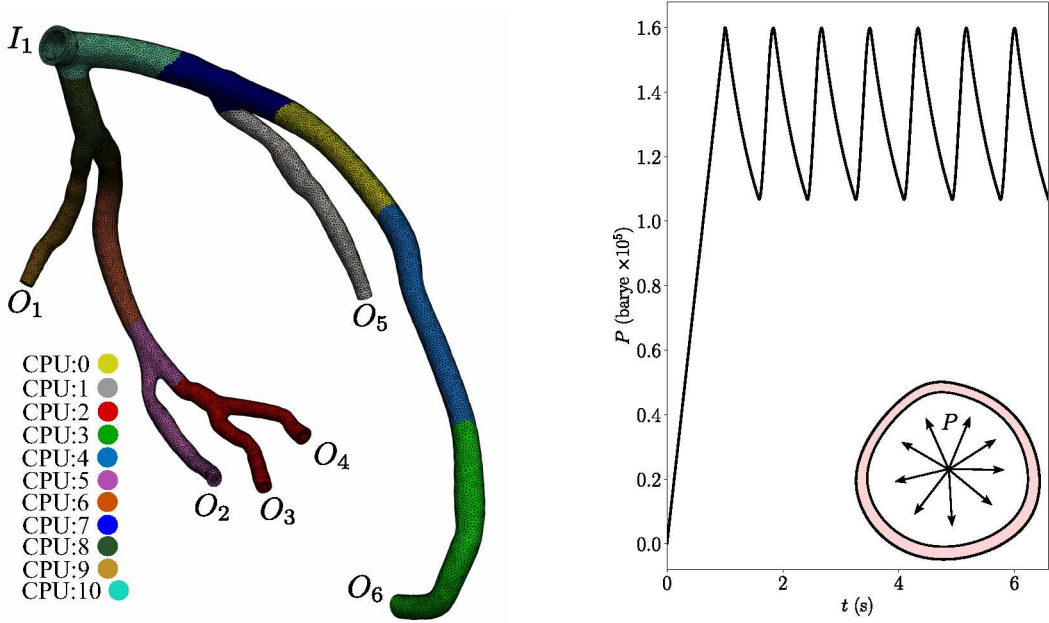 I₁
O₁
O₅
CPU:0
CPU:1
CPU:2
CPU:3
CPU:4
CPU:5
CPU:6
CPU:7
CPU:8
CPU:9
CPU:10
O₄
O₂
O₃
O₆
P (barye ×10⁵)
1.6
1.4
1.2
1.0
0.8
0.6
0.4
0.2
0.0
P
0
2
4
6
t (s)